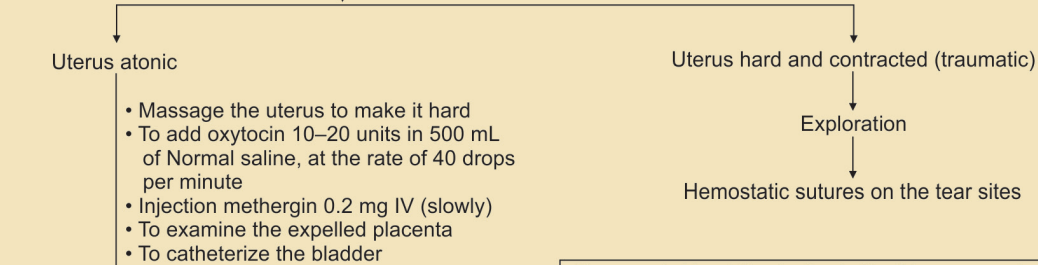 Uterus atonic
• Massage the uterus to make it hard
• To add oxytocin 10–20 units in 500 mL
of Normal saline, at the rate of 40 drops
per minute
• Injection methergin 0.2 mg IV (slowly)
• To examine the expelled placenta
• To catheterize the bladder
Uterus hard and contracted (traumatic)
Exploration
Hemostatic sutures on the tear sites